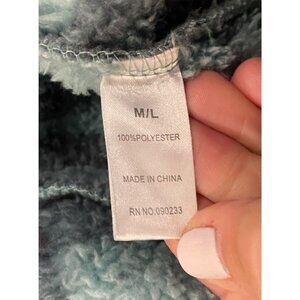 M/L
100%POLYESTER
MADE IN CHINA
RN NO:090233